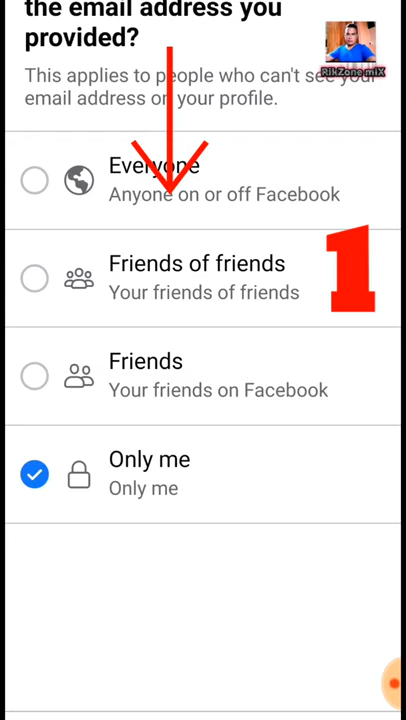 the email address you
provided?
This applies to people who can't see your
email address on your profile.
RikZone miX
Everyone
Anyone on or off Facebook
Friends of friends
Your friends of friends
1
Friends
Your friends on Facebook
Only me
Only me